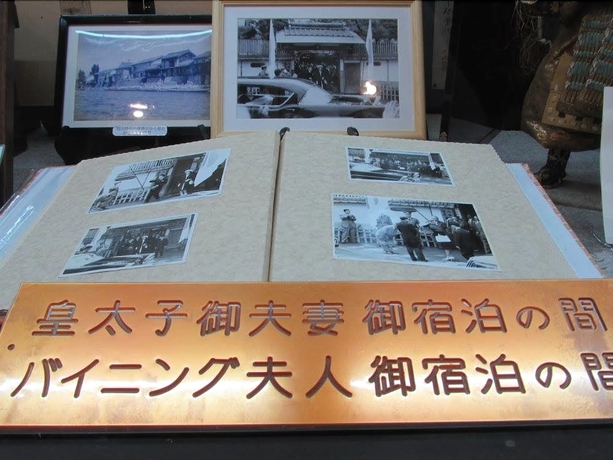 皇太子御夫妻 御宿泊の間
バイニング夫人 御宿泊の間